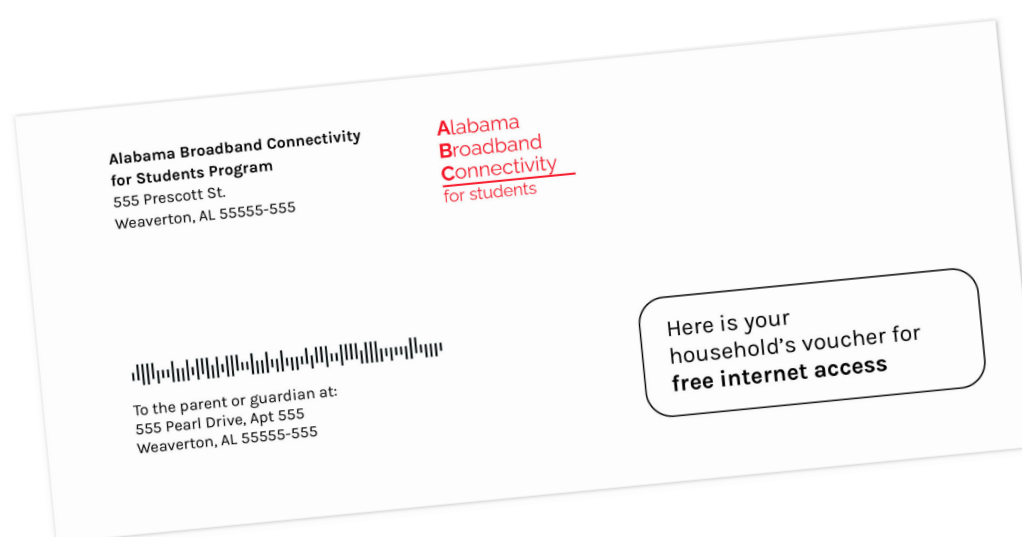 Alabama Broadband Connectivity
for Students Program
555 Prescott St.
Weaverton, AL 55555-555
Alabama
Broadband
Connectivity
for students
Here is your
household's voucher for
free internet access
To the parent or guardian at:
555 Pearl Drive, Apt 555
Weaverton, AL 55555-555